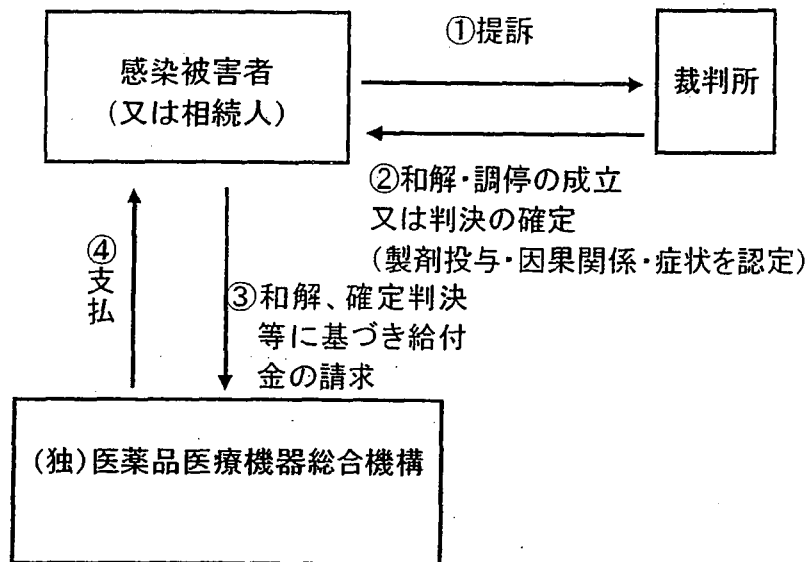 ①提訴
感染被害者
(又は相続人)
裁判所
②和解・調停の成立
又は判決の確定
(製剤投与・因果関係・症状を認定)
③和解、確定判決
等に基づき給付
金の請求
④支払
(独)医薬品医療機器総合機構